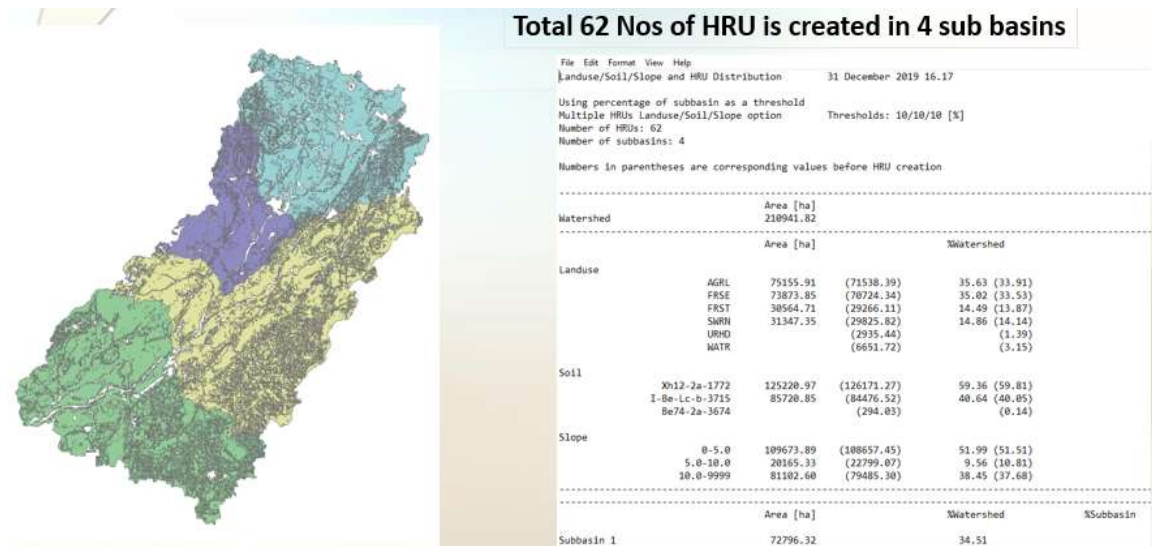 Total 62 Nos of HRU is created in 4 sub basins
File Edit Format View Help
Landuse/Soil/Slope and HRU Distribution 31 December 2019 16.17
Using percentage of subbasin as a threshold
Multiple HRUs Landuse/Soil/Slope option Thresholds: 10/10/10 [%]
Number of HRUs: 62
Number of subbasins: 4
Numbers in parentheses are corresponding values before HRU creation
Area [ha]
Watershed 210941.82
Area [ha] %Watershed
Landuse
AGRL 75155.91 (71538.39) 35.63 (33.91)
FRSE 73873.85 (70724.34) 35.02 (33.53)
FRST 30564.71 (29266.11) 14.49 (13.87)
SWRN 31347.35 (29825.82) 14.86 (14.14)
URHD (2935.44) (1.39)
WATR (6651.72) (3.15)
Soil
Xh12-2a-1772 125220.97 (126171.27) 59.36 (59.81)
I-Be-Lc-b-3715 85720.85 (84476.52) 40.64 (40.05)
Be74-2a-3674 (294.03) (0.14)
Slope
0-5.0 109673.89 (108657.45) 51.99 (51.51)
5.0-10.0 20165.33 (22799.07) 9.56 (10.81)
10.0-9999 81102.60 (79485.30) 38.45 (37.68)
Area [ha] %Watershed %Subbasin
Subbasin 1 72796.32 34.51